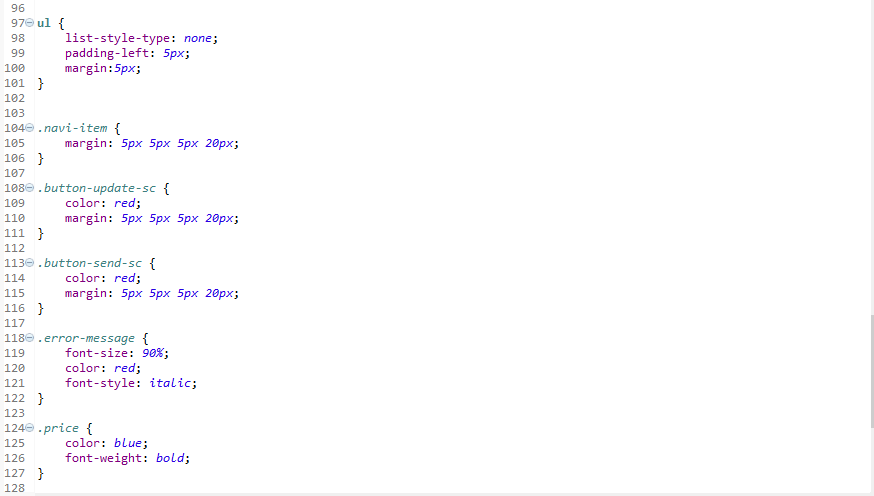 96
97 ul {
98 list-style-type: none;
99 padding-left: 5px;
100 margin:5px;
101 }
102
103
104 .navi-item {
105 margin: 5px 5px 5px 20px;
106 }
107
108 .button-update-sc {
109 color: red;
110 margin: 5px 5px 5px 20px;
111 }
112
113 .button-send-sc {
114 color: red;
115 margin: 5px 5px 5px 20px;
116 }
117
118 .error-message {
119 font-size: 90%;
120 color: red;
121 font-style: italic;
122 }
123
124 .price {
125 color: blue;
126 font-weight: bold;
127 }
128